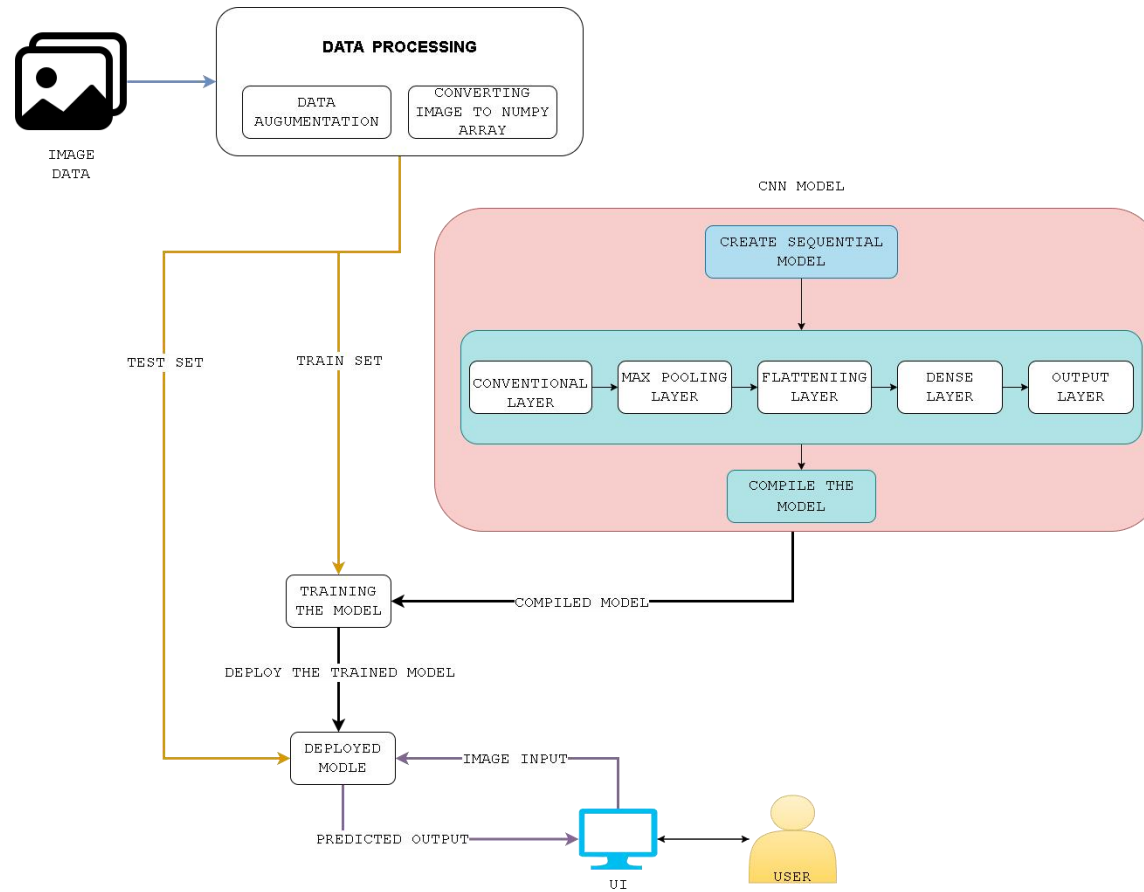 DATA PROCESSING
DATA
AUGUMENTATION
CONVERTING
IMAGE TO NUMPY
ARRAY
IMAGE
DATA
CNN MODEL
CREATE SEQUENTIAL
MODEL
TEST SET
TRAIN SET
CONVENTIONAL
LAYER
MAX POOLING
LAYER
FLATTENIING
LAYER
DENSE
LAYER
OUTPUT
LAYER
COMPILE THE
MODEL
TRAINING
THE MODEL
COMPILED MODEL
DEPLOY THE TRAINED MODEL
DEPLOYED
MODLE
IMAGE INPUT
PREDICTED OUTPUT
UI
USER